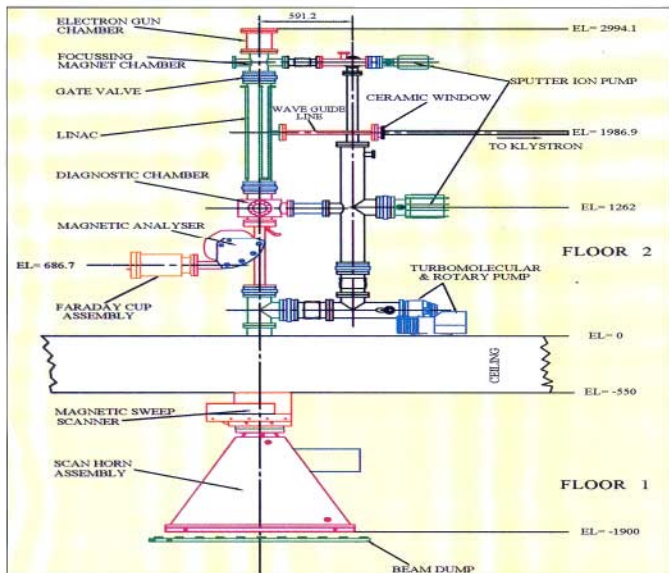 591.2
ELECTRON GUN
CHAMBER
EL= 2994.1
FOCUSSING
MAGNET CHAMBER
SPUTTER ION PUMP
GATE VALVE
CERAMIC WINDOW
WAVE GUIDE
LINE
LINAC
EL= 1986.9
TO KLYSTRON
DIAGNOSTIC CHAMBER
EL= 1262
MAGNETIC ANALYSER
FLOOR 2
EL= 686.7
TURBOMOLECULAR
& ROTARY PUMP
FARADAY CUP
ASSEMBLY
EL= 0
CEILING
EL= -550
MAGNETIC SWEEP
SCANNER
SCAN HORN
ASSEMBLY
FLOOR 1
EL= -1900
BEAM DUMP